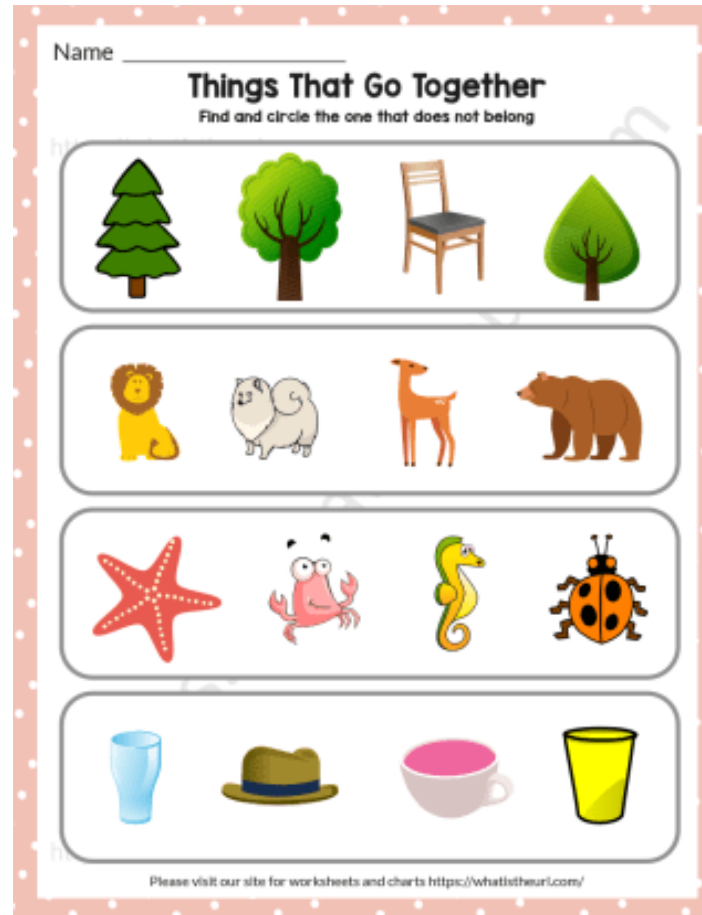 Name
Things That Go Together
Find and circle the one that does not belong
Please visit our site for worksheets and charts https://whatistheurl.com/